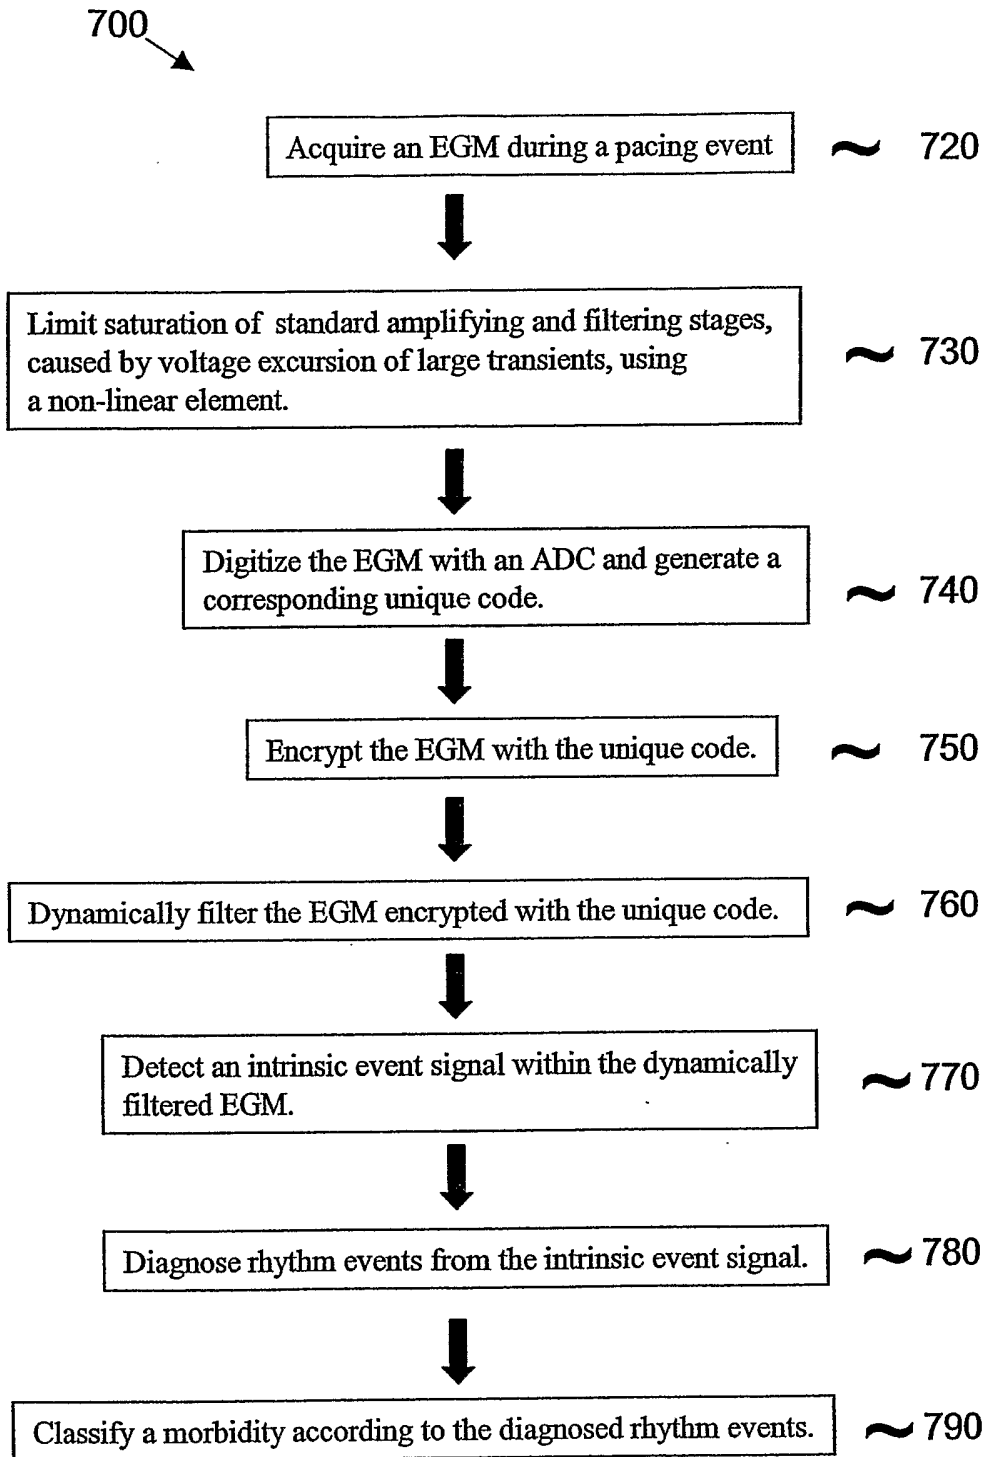 700
Acquire an EGM during a pacing event
720
Limit saturation of standard amplifying and filtering stages,
caused by voltage excursion of large transients, using
a non-linear element.
730
Digitize the EGM with an ADC and generate a
corresponding unique code.
740
Encrypt the EGM with the unique code.
750
Dynamically filter the EGM encrypted with the unique code.
760
Detect an intrinsic event signal within the dynamically
filtered EGM.
770
Diagnose rhythm events from the intrinsic event signal.
780
Classify a morbidity according to the diagnosed rhythm events.
790